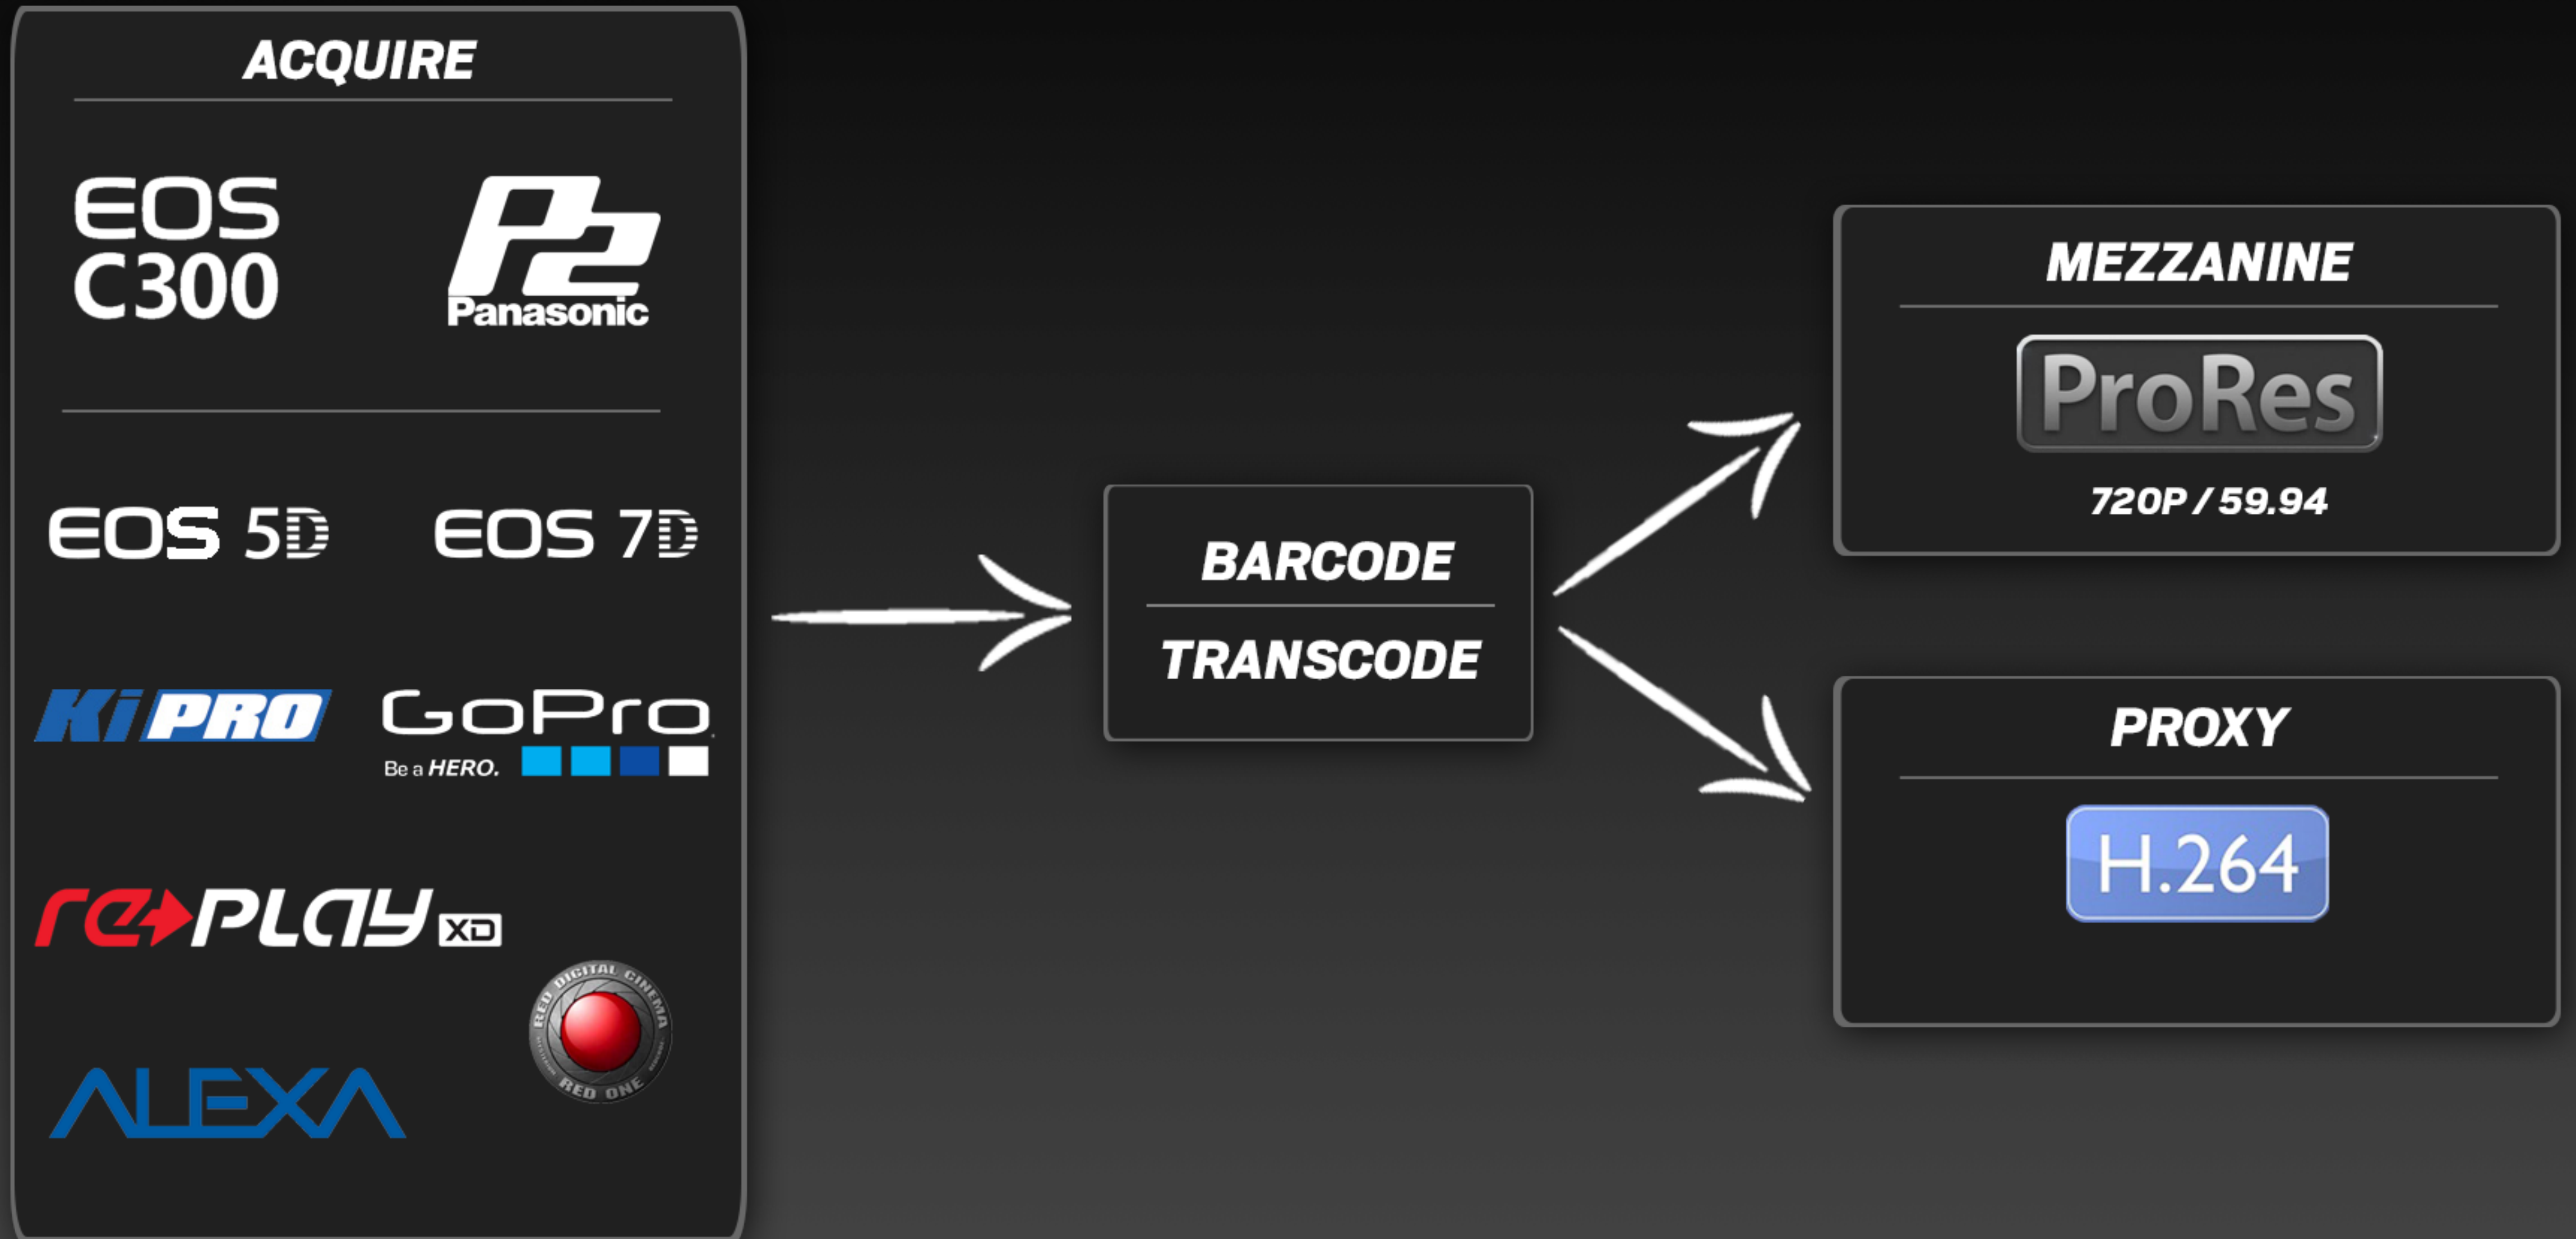 ACQUIRE
EOS
C300
P2
Panasonic
EOS 5D
EOS 7D
Ki PRO
GoPro
Be a HERO.
re PLAY XD
RED DIGITAL CINEMA
RED ONE
ALEXA
BARCODE
TRANSCODE
MEZZANINE
ProRes
720P / 59.94
PROXY
H.264